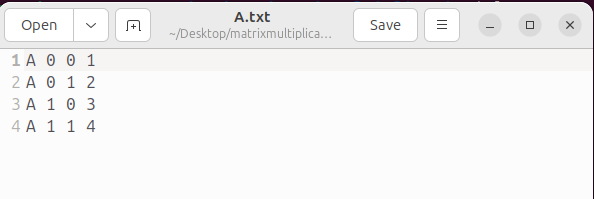 Open
A.txt
~/Desktop/matrixmultiplica...
Save
1 A 0 0 1
2 A 0 1 2
3 A 1 0 3
4 A 1 1 4